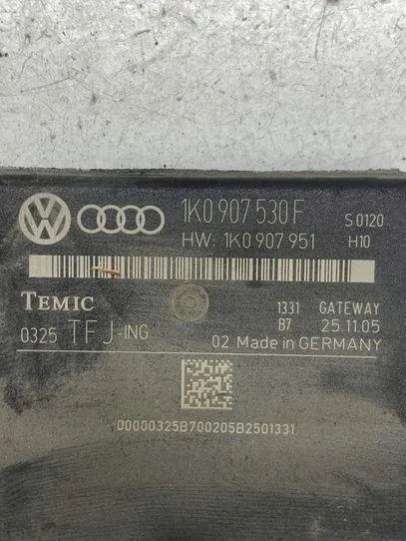 1K0 907 530 F
S 0120
HW: 1K0 907 951
H10
TEMIC
1331 GATEWAY
0325 TFJ-ING
B7 25.11.05
02 Made in GERMANY
00000325B700205B2501331